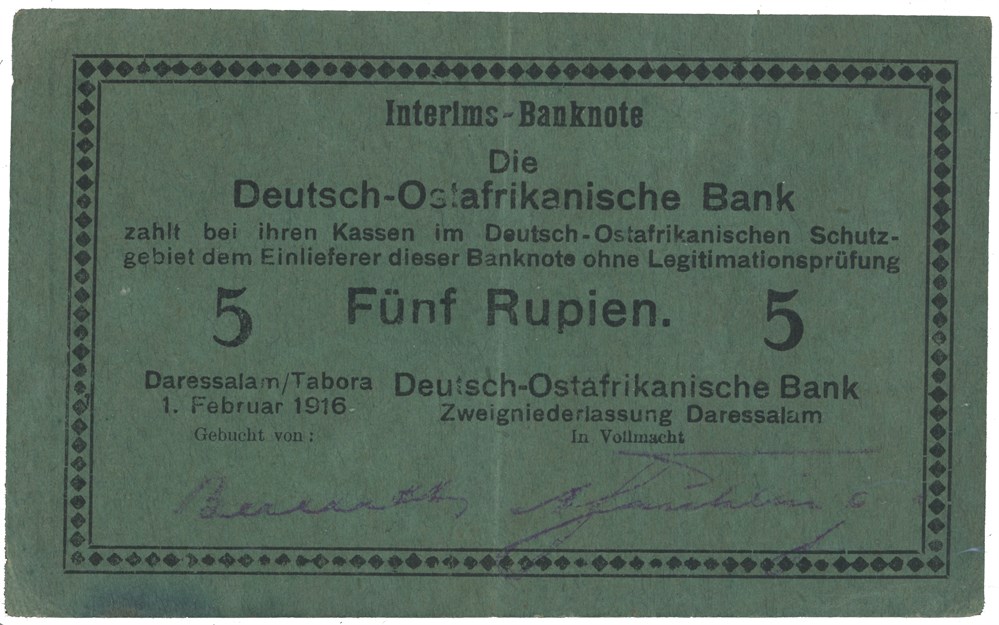 Interims-Banknote
Die
Deutsch-Ostafrikanische Bank
zahlt bei ihren Kassen im Deutsch-Ostafrikanischen Schutz-
gebiet dem Einlieferer dieser Banknote ohne Legitimationsprüfung
5 Fünf Rupien. 5
Daressalam/Tabora
1. Februar 1916
Gebucht von:
Deutsch-Ostafrikanische Bank
Zweigniederlassung Daressalam
In Vollmacht